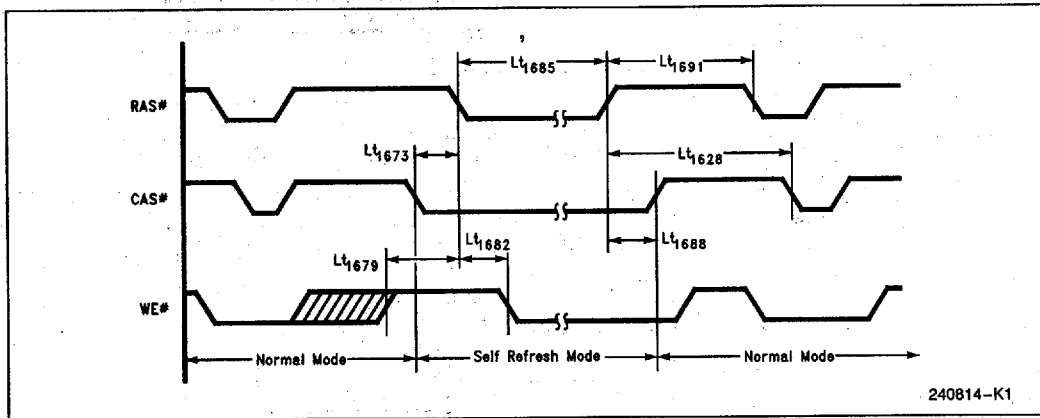 Lt1685
Lt1691
RAS#
Lt1673
Lt1628
CAS#
Lt1682
Lt1688
Lt1679
WE#
Normal Mode
Self Refresh Mode
Normal Mode
240814-K1